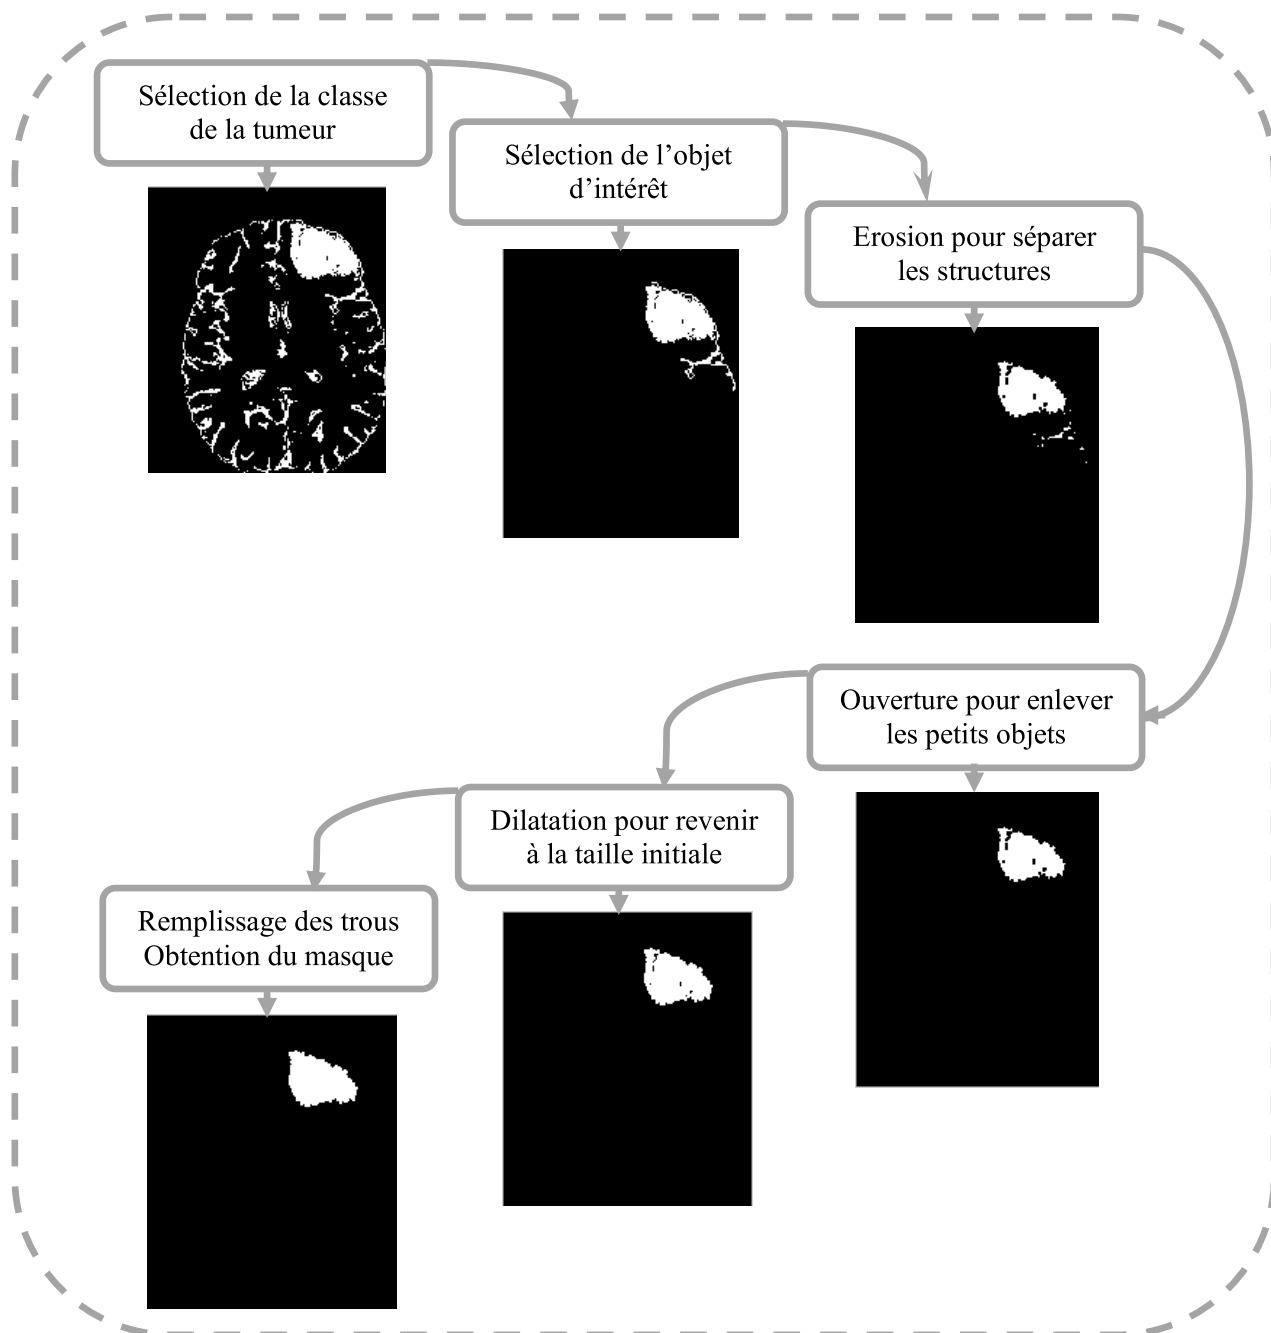 Sélection de la classe
de la tumeur
Sélection de l’objet
d’intérêt
Erosion pour séparer
les structures
Ouverture pour enlever
les petits objets
Dilatation pour revenir
à la taille initiale
Remplissage des trous
Obtention du masque